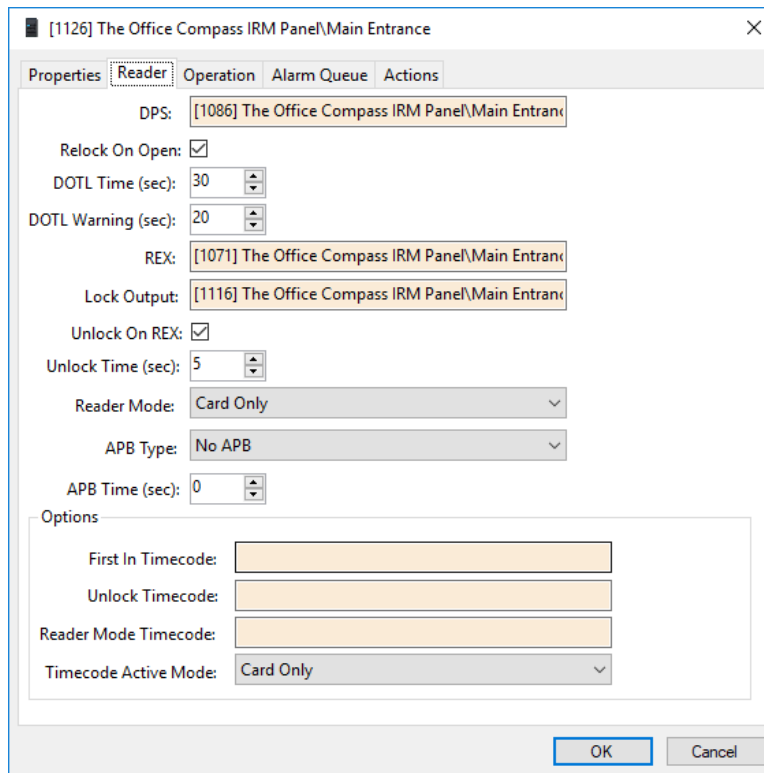 [1126] The Office Compass IRM Panel\Main Entrance
Properties Reader Operation Alarm Queue Actions
DPS: [1086] The Office Compass IRM Panel\Main Entranc
Relock On Open:
DOTL Time (sec): 30
DOTL Warning (sec): 20
REX: [1071] The Office Compass IRM Panel\Main Entranc
Lock Output: [1116] The Office Compass IRM Panel\Main Entranc
Unlock On REX:
Unlock Time (sec): 5
Reader Mode: Card Only
APB Type: No APB
APB Time (sec): 0
Options
First In Timecode:
Unlock Timecode:
Reader Mode Timecode:
Timecode Active Mode: Card Only
OK Cancel